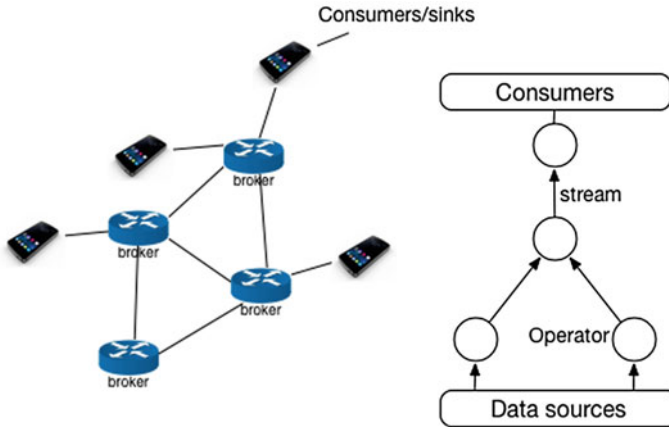 Consumers/sinks
broker
broker
broker
broker
Consumers
stream
Operator
Data sources